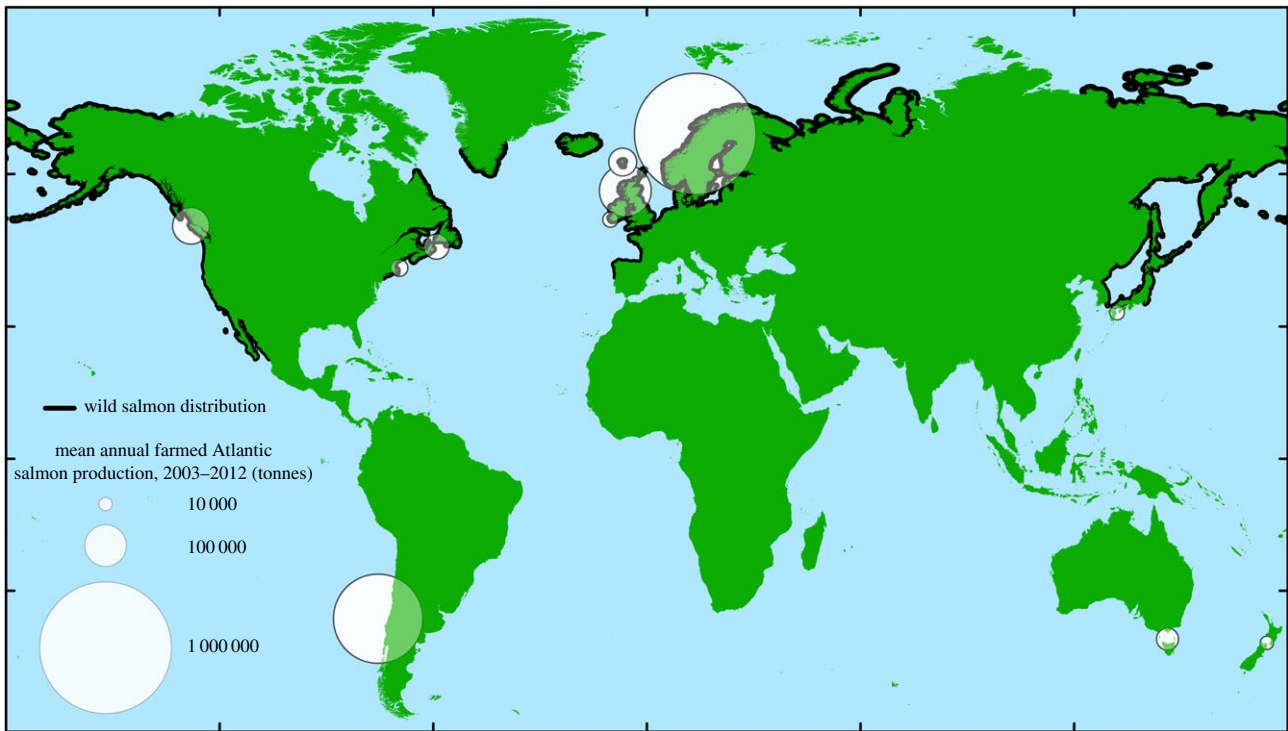 wild salmon distribution
mean annual farmed Atlantic
salmon production, 2003–2012 (tonnes)
10 000
100 000
1 000 000